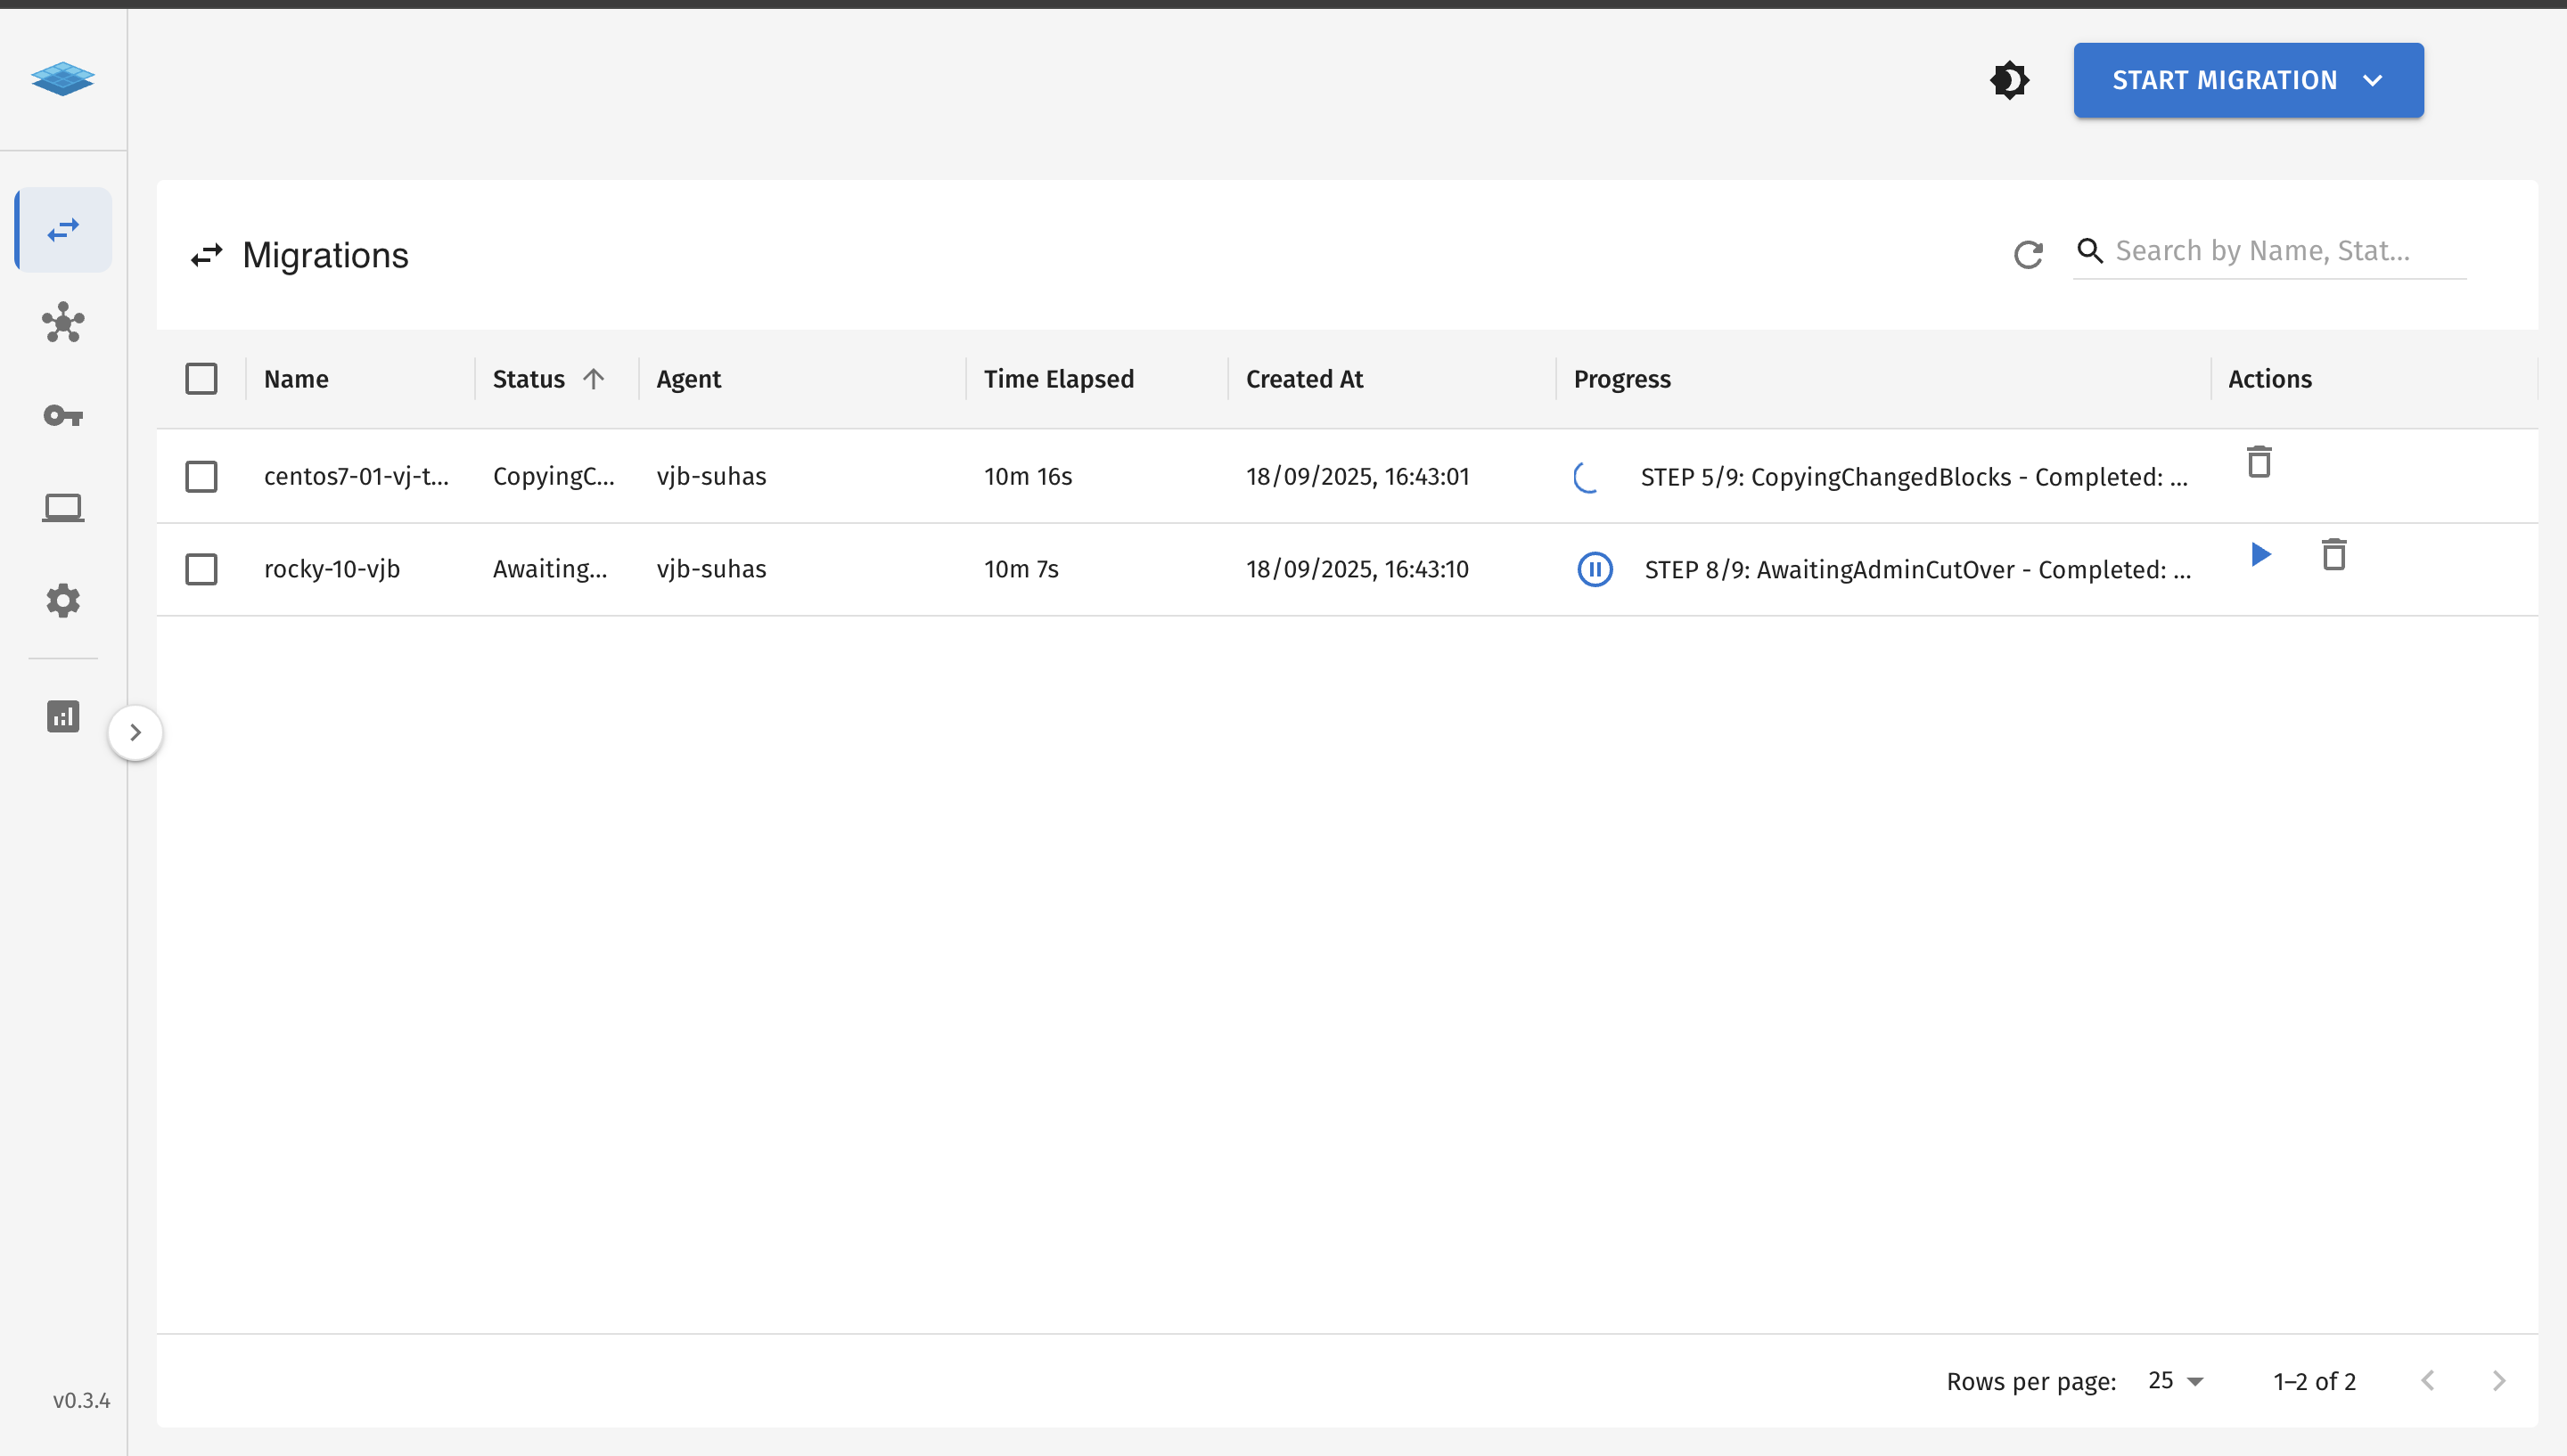 START MIGRATION
Migrations
Search by Name, Stat...
Name Status Agent Time Elapsed Created At Progress Actions
centos7-01-vj-t... CopyingC... vjb-suhas 10m 16s 18/09/2025, 16:43:01 STEP 5/9: CopyingChangedBlocks - Completed: ...
rocky-10-vjb Awaiting... vjb-suhas 10m 7s 18/09/2025, 16:43:10 STEP 8/9: AwaitingAdminCutOver - Completed: ...
Rows per page: 25 1–2 of 2
v0.3.4